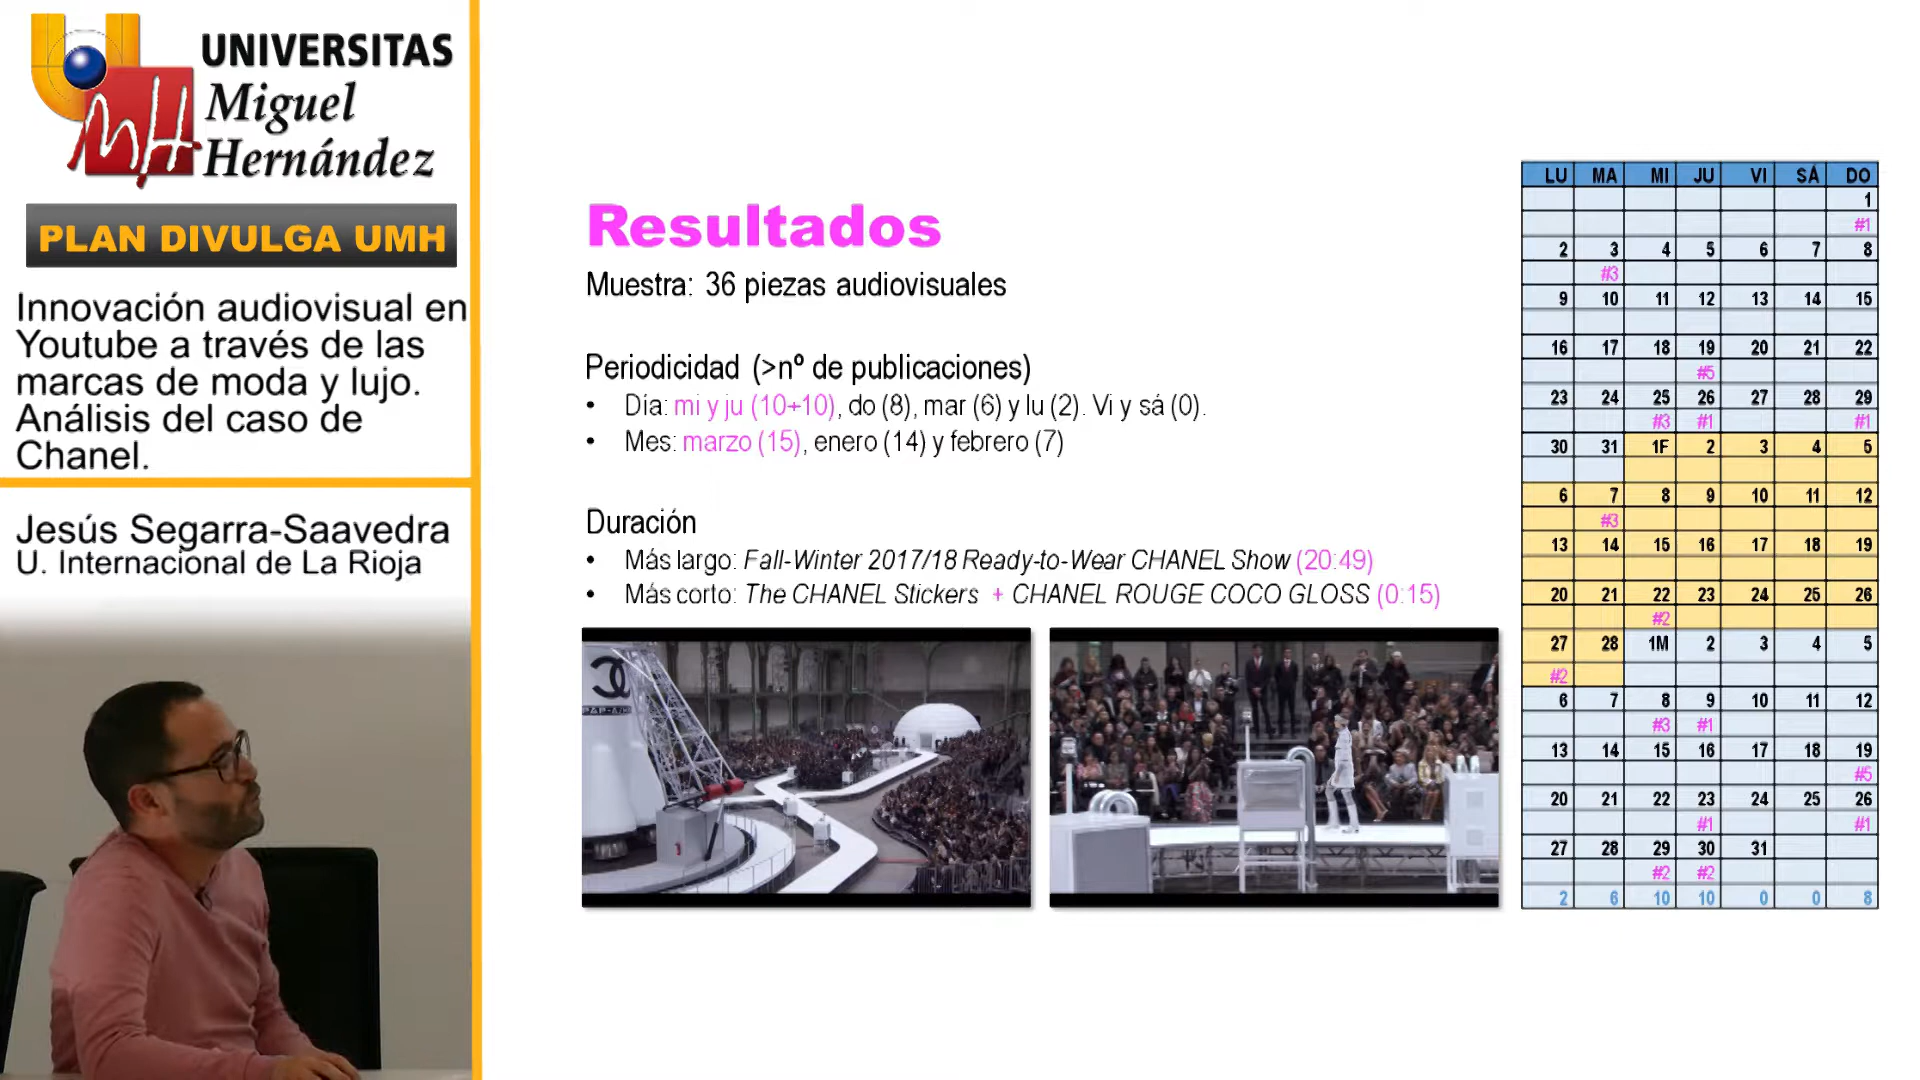 UNIVERSITAS
Miguel
Hernández
PLAN DIVULGA UMH
Innovación audiovisual en
Youtube a través de las
marcas de moda y lujo.
Análisis del caso de
Chanel.
Jesús Segarra-Saavedra
U. Internacional de La Rioja
Resultados
Muestra: 36 piezas audiovisuales
Periodicidad (>nº de publicaciones)
• Día: mi y ju (10+10), do (8), mar (6) y lu (2). Vi y sá (0).
• Mes: marzo (15), enero (14) y febrero (7)
Duración
• Más largo: Fall-Winter 2017/18 Ready-to-Wear CHANEL Show (20:49)
• Más corto: The CHANEL Stickers + CHANEL ROUGE COCO GLOSS (0:15)
LU MA MI JU VI SÁ DO
1
#1
2 3 4 5 6 7 8
#3
9 10 11 12 13 14 15
16 17 18 19 20 21 22
#5
23 24 25 26 27 28 29
#3 #1 #1
30 31 1F 2 3 4 5
6 7 8 9 10 11 12
#3
13 14 15 16 17 18 19
20 21 22 23 24 25 26
#2
27 28 1M 2 3 4 5
#2
6 7 8 9 10 11 12
#3 #1
13 14 15 16 17 18 19
#5
20 21 22 23 24 25 26
#1 #1
27 28 29 30 31
#2 #2
2 6 10 10 0 0 8